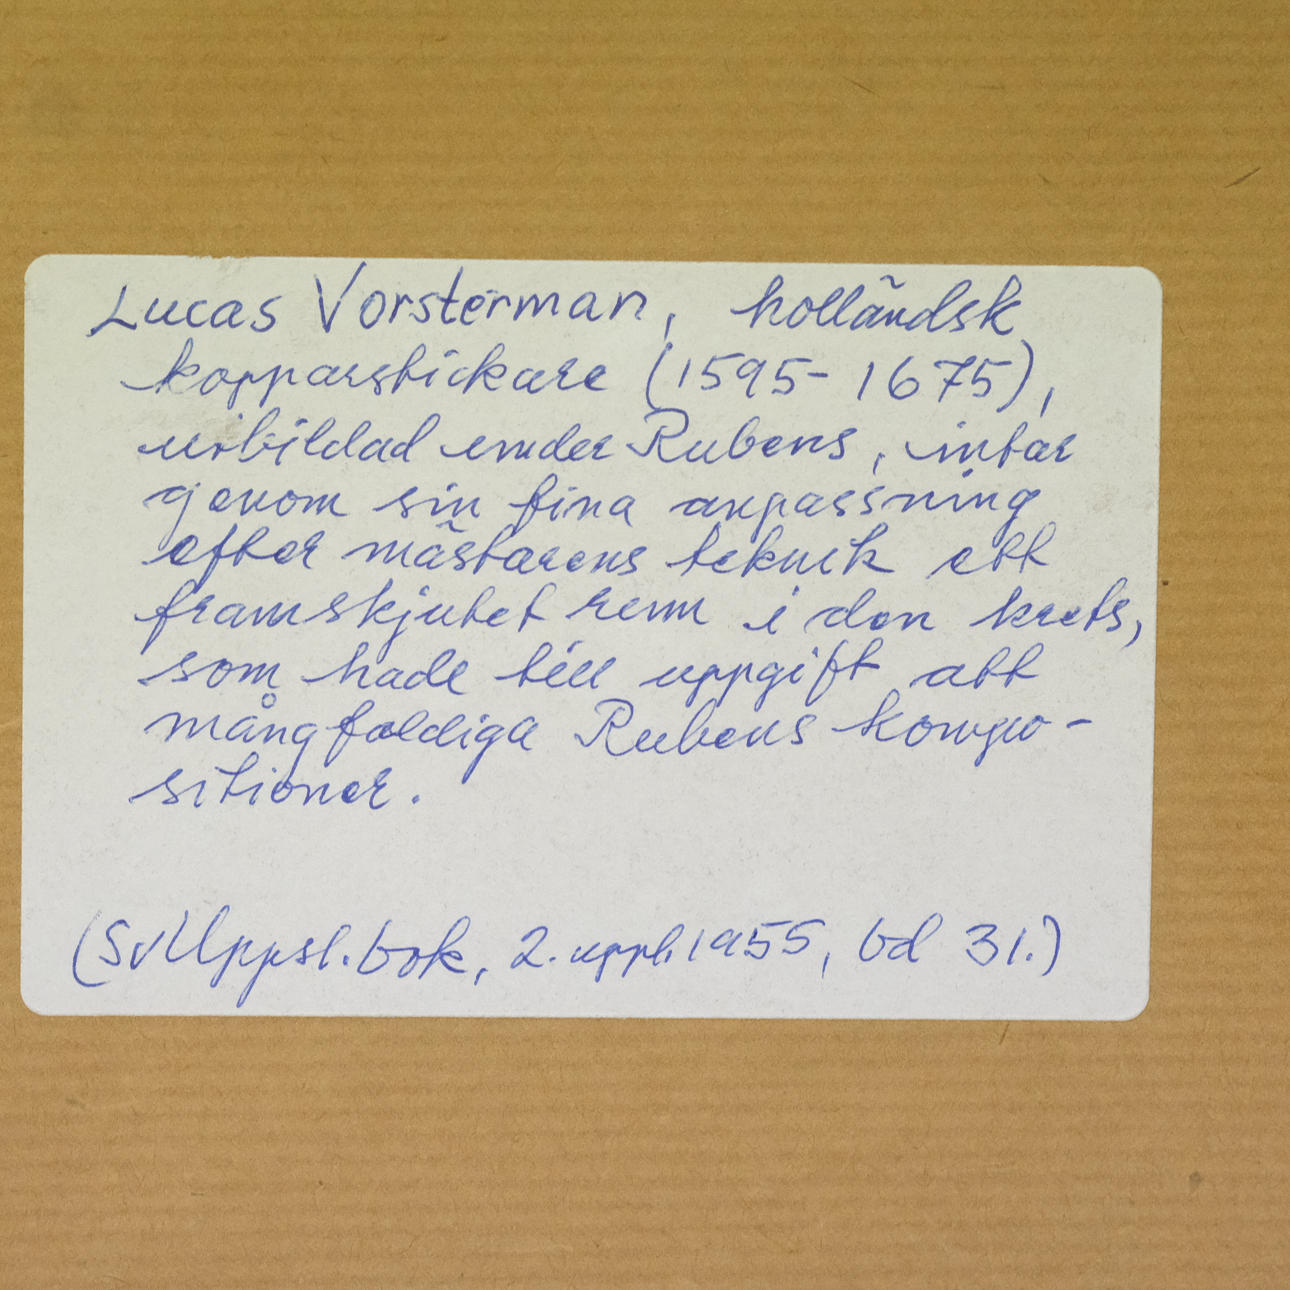 Lucas Vorsterman, holländsk
kopparstickare (1595-1675),
utbildad under Rubens, intar
genom sin fina anpassning
efter mästarens teknik ett
framskjutet rum i den krets,
som hade till uppgift att
mångfaldiga Rubens kompo-
sitioner.
(Sv Uppsl.bok, 2. uppl. 1955, bd 31.)